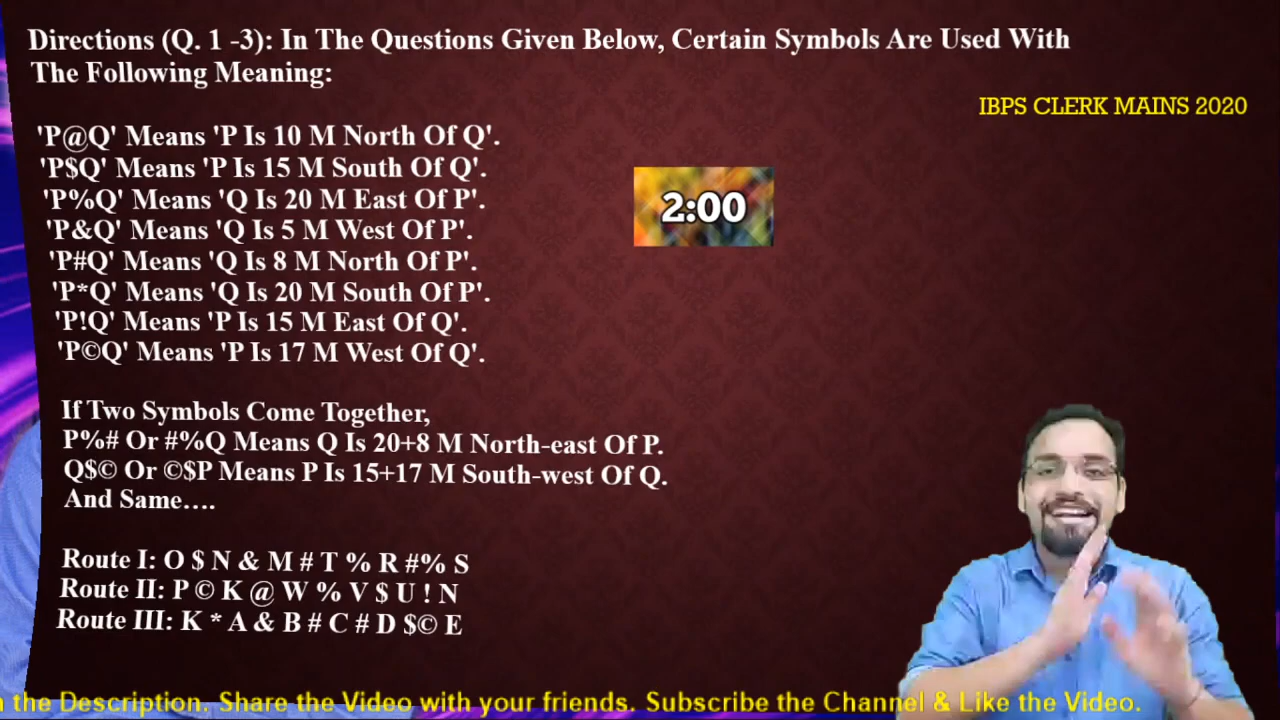 Directions (Q. 1 -3): In The Questions Given Below, Certain Symbols Are Used With
The Following Meaning:
IBPS CLERK MAINS 2020
'P@Q' Means 'P Is 10 M North Of Q'.
'P$Q' Means 'P Is 15 M South Of Q'.
'P%Q' Means 'Q Is 20 M East Of P'.
'P&Q' Means 'Q Is 5 M West Of P'.
'P#Q' Means 'Q Is 8 M North Of P'.
'P*Q' Means 'Q Is 20 M South Of P'.
'P!Q' Means 'P Is 15 M East Of Q'.
'P©Q' Means 'P Is 17 M West Of Q'.
2:00
If Two Symbols Come Together,
P%# Or #%Q Means Q Is 20+8 M North-east Of P.
Q$© Or ©$P Means P Is 15+17 M South-west Of Q.
And Same….
Route I: O $ N & M # T % R #% S
Route II: P © K @ W % V $ U ! N
Route III: K * A & B # C # D $© E
the Description. Share the Video with your friends. Subscribe the Channel & Like the Video.